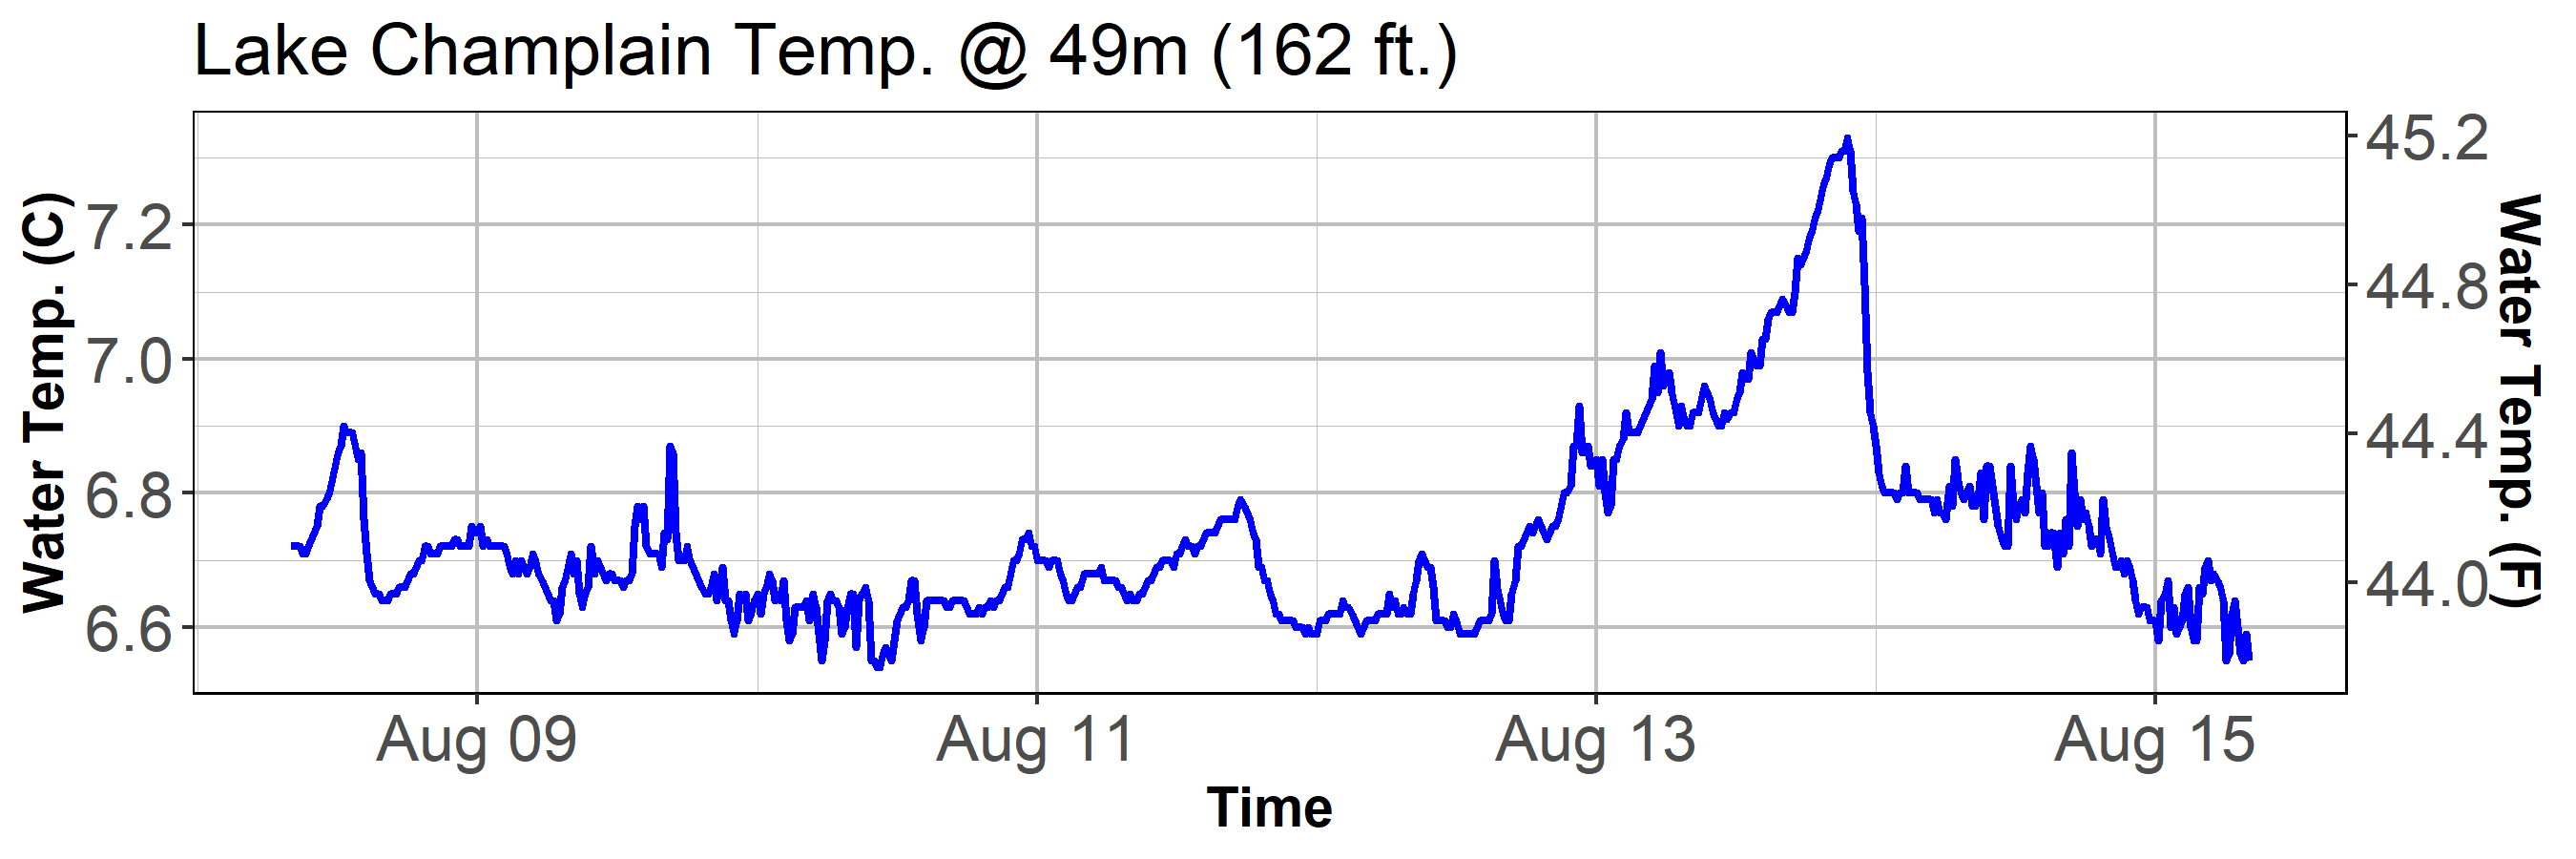 Lake Champlain Temp. @ 49m (162 ft.)
Water Temp. (C)
7.2
7.0
6.8
6.6
45.2
44.8
44.4
44.0
Water Temp. (F)
Aug 09 Aug 11 Aug 13 Aug 15
Time